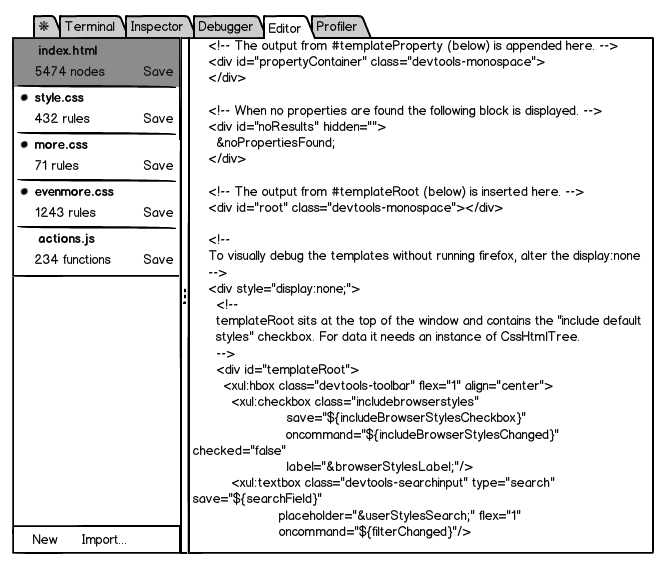 Terminal Inspector Debugger Editor Profiler
index.html
5474 nodes Save
style.css
432 rules Save
more.css
71 rules Save
evenmore.css
1243 rules Save
actions.js
234 functions Save
New Import...
<!-- The output from #templateProperty (below) is appended here. -->
<div id="propertyContainer" class="devtools-monospace">
</div>
<!-- When no properties are found the following block is displayed. -->
<div id="noResults" hidden="">
&noPropertiesFound;
</div>
<!-- The output from #templateRoot (below) is inserted here. -->
<div id="root" class="devtools-monospace"></div>
<!--
To visually debug the templates without running firefox, alter the display:none
-->
<div style="display:none;">
<!--
templateRoot sits at the top of the window and contains the "include default
styles" checkbox. For data it needs an instance of CssHtmlTree.
-->
<div id="templateRoot">
<xul:hbox class="devtools-toolbar" flex="1" align="center">
<xul:checkbox class="includebrowserstyles"
save="${includeBrowserStylesCheckbox}"
oncommand="${includeBrowserStylesChanged}"
checked="false"
label="&browserStylesLabel;"/>
<xul:textbox class="devtools-searchinput" type="search"
save="${searchField}"
placeholder="&userStylesSearch;" flex="1"
oncommand="${filterChanged}"/>